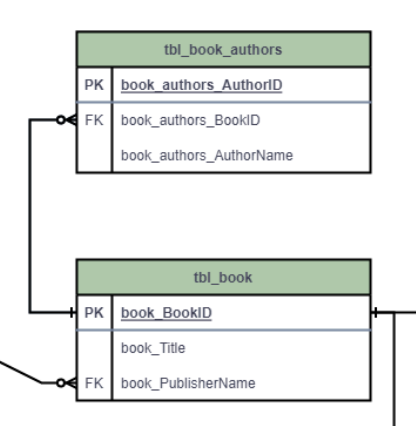 tbl_book_authors
PK book_authors_AuthorID
FK book_authors_BookID
book_authors_AuthorName
tbl_book
PK book_BookID
book_Title
FK book_PublisherName